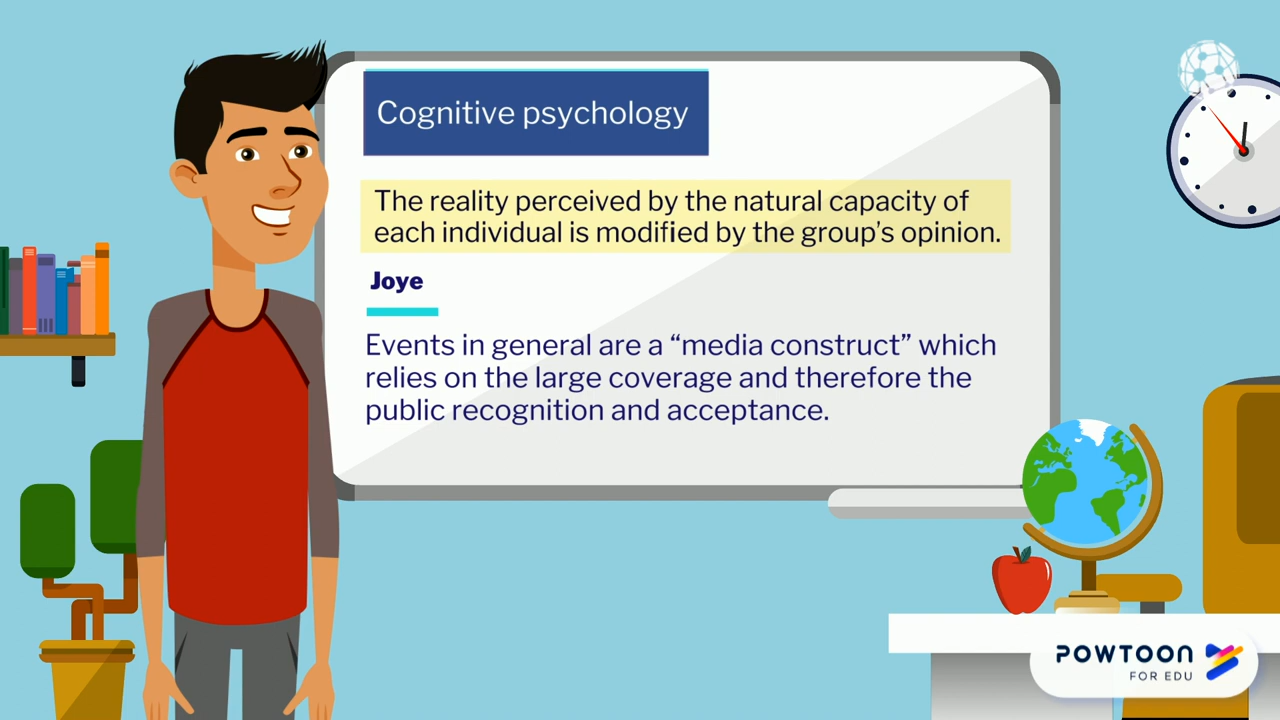 Cognitive psychology
The reality perceived by the natural capacity of
each individual is modified by the group's opinion.
Joye
Events in general are a “media construct” which
relies on the large coverage and therefore the
public recognition and acceptance.
POWTOON
FOR EDU